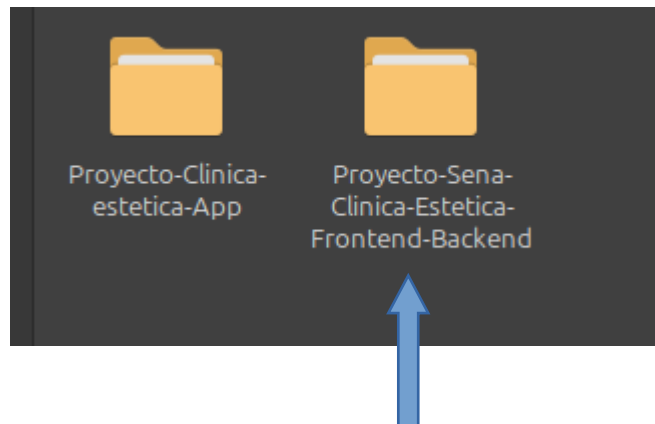 Proyecto-Clinica-
estetica-App
Proyecto-Sena-
Clinica-Estetica-
Frontend-Backend